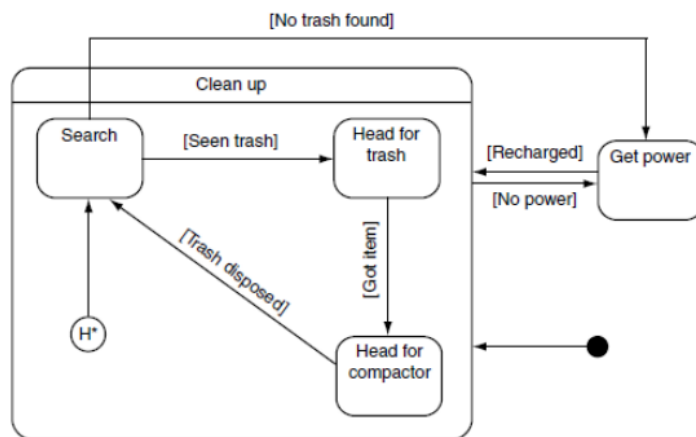 [No trash found]
Clean up
Search
[Seen trash]
Head for
trash
[Recharged]
Get power
[No power]
[Trash disposed]
[Got item]
H*
Head for
compactor